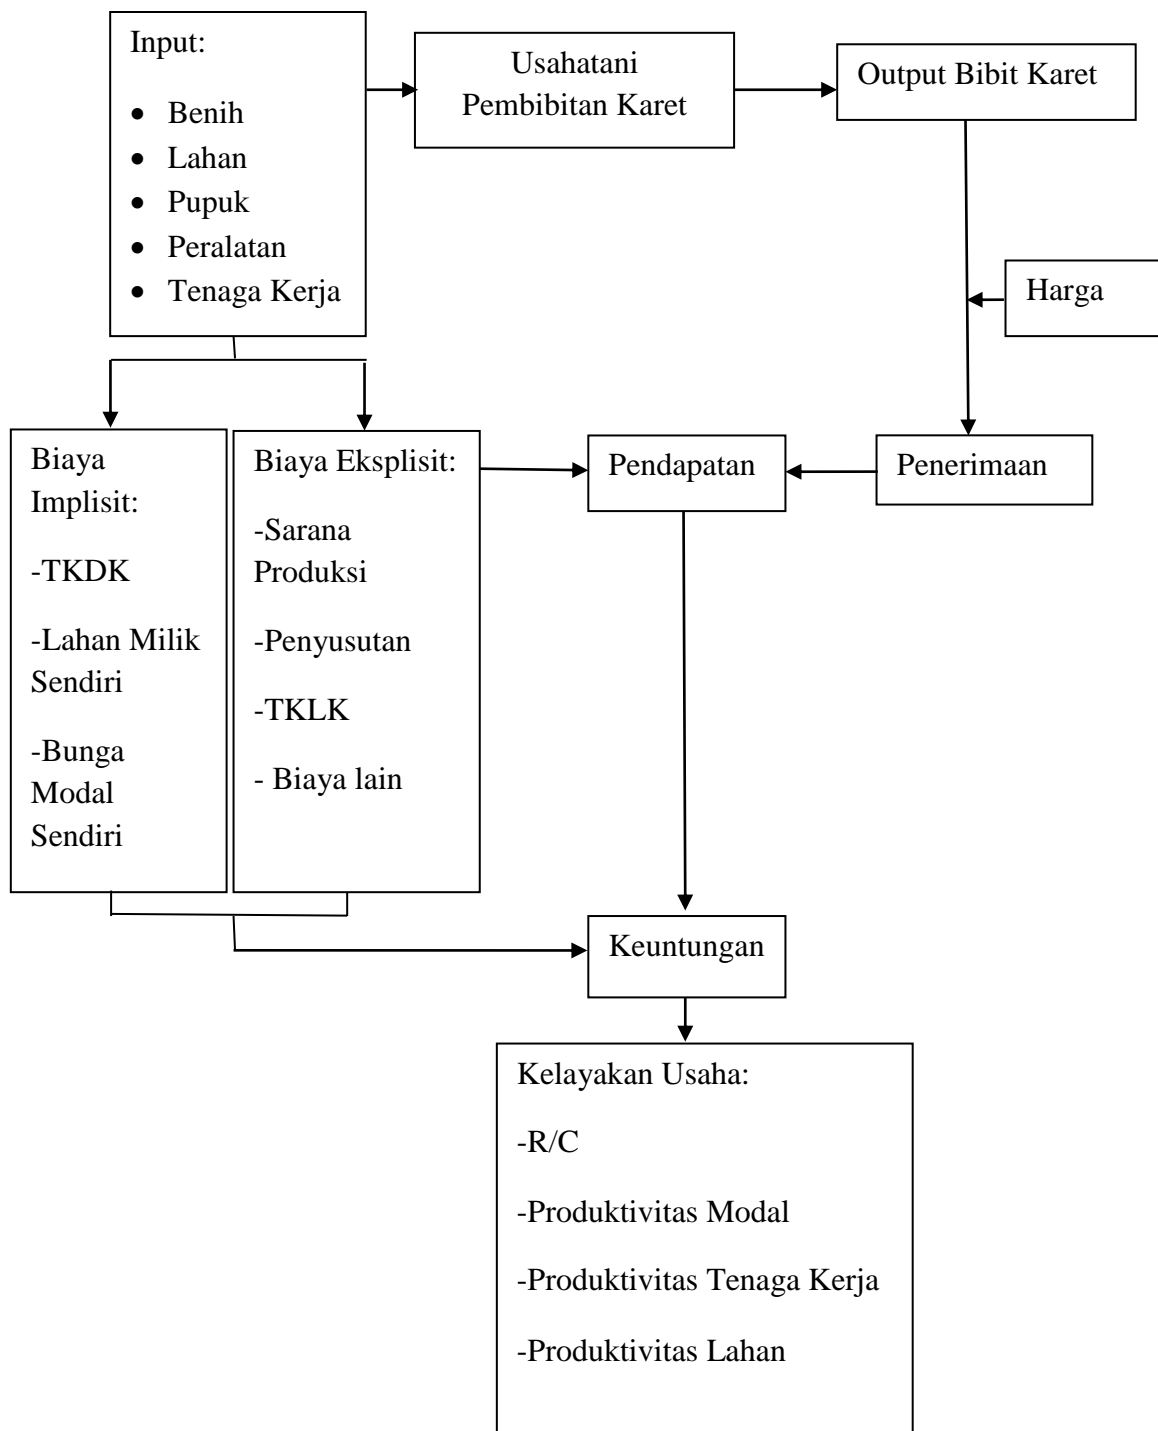 Input:
• Benih
• Lahan
• Pupuk
• Peralatan
• Tenaga Kerja
Usahatani
Pembibitan Karet
Output Bibit Karet
Harga
Biaya
Implisit:
-TKDK
-Lahan Milik
Sendiri
-Bunga
Modal
Sendiri
Biaya Eksplisit:
-Sarana
Produksi
-Penyusutan
-TKLK
- Biaya lain
Pendapatan
Penerimaan
Keuntungan
Kelayakan Usaha:
-R/C
-Produktivitas Modal
-Produktivitas Tenaga Kerja
-Produktivitas Lahan